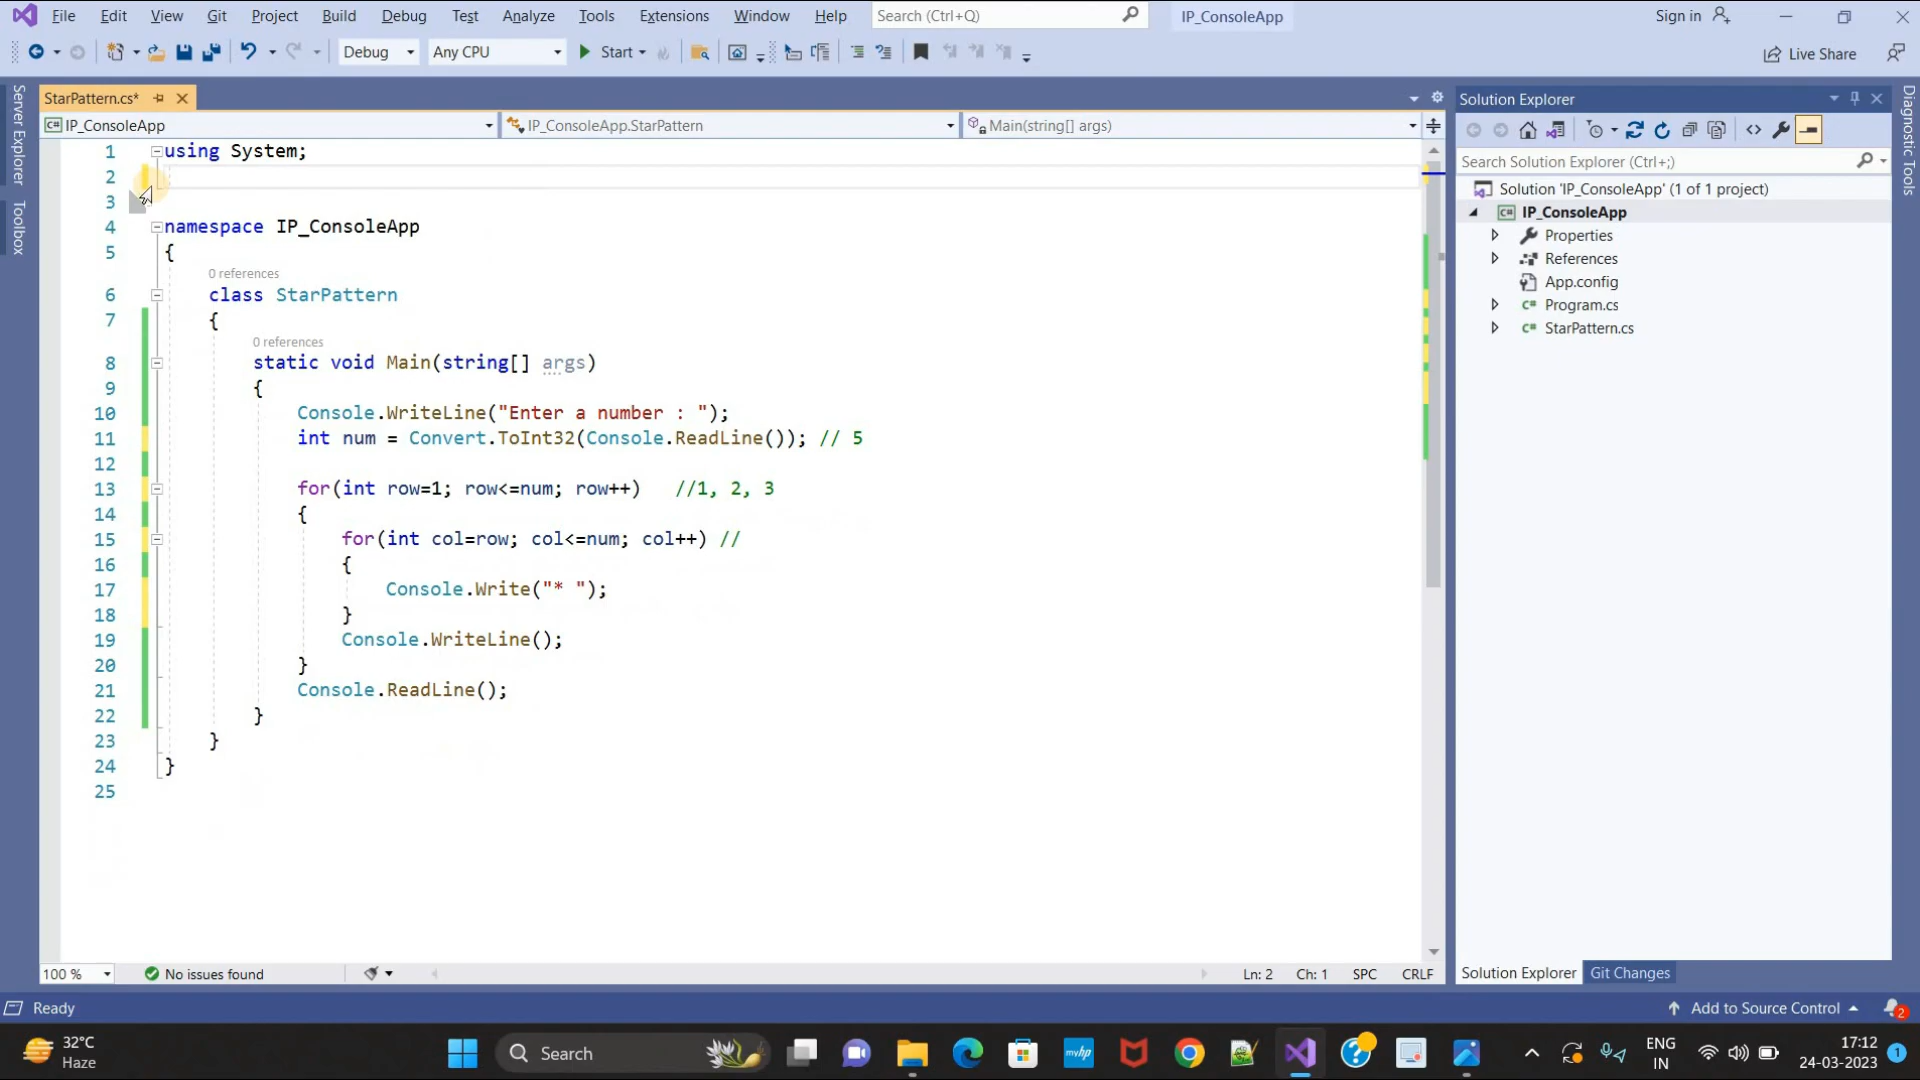 File Edit View Git Project Build Debug Test Analyze Tools Extensions Window Help Search (Ctrl+Q) IP_ConsoleApp Sign in
Debug Any CPU Start Live Share
Server Explorer
Toolbox
StarPattern.cs*
IP_ConsoleApp IP_ConsoleApp.StarPattern Main(string[] args)
1 using System;
2
3
4 namespace IP_ConsoleApp
5 {
0 references
6 class StarPattern
7 {
0 references
8 static void Main(string[] args)
9 {
10 Console.WriteLine("Enter a number : ");
11 int num = Convert.ToInt32(Console.ReadLine()); // 5
12
13 for(int row=1; row<=num; row++) //1, 2, 3
14 {
15 for(int col=row; col<=num; col++) //
16 {
17 Console.Write("* ");
18 }
19 Console.WriteLine();
20 }
21 Console.ReadLine();
22 }
23 }
24 }
25
100 % No issues found Ln: 2 Ch: 1 SPC CRLF
Solution Explorer
Search Solution Explorer (Ctrl+;)
Solution 'IP_ConsoleApp' (1 of 1 project)
IP_ConsoleApp
Properties
References
App.config
C# Program.cs
C# StarPattern.cs
Solution Explorer Git Changes
Diagnostic Tools
Ready Add to Source Control 2
32°C
Haze
Search
myhp
ENG
IN
17:12
24-03-2023
1